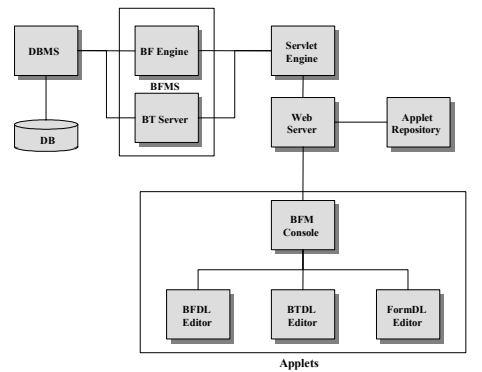 DBMS
BF Engine
Servlet
Engine
BFMS
BT Server
DB
Web
Server
Applet
Repository
BFM
Console
BFDL
Editor
BTDL
Editor
FormDL
Editor
Applets